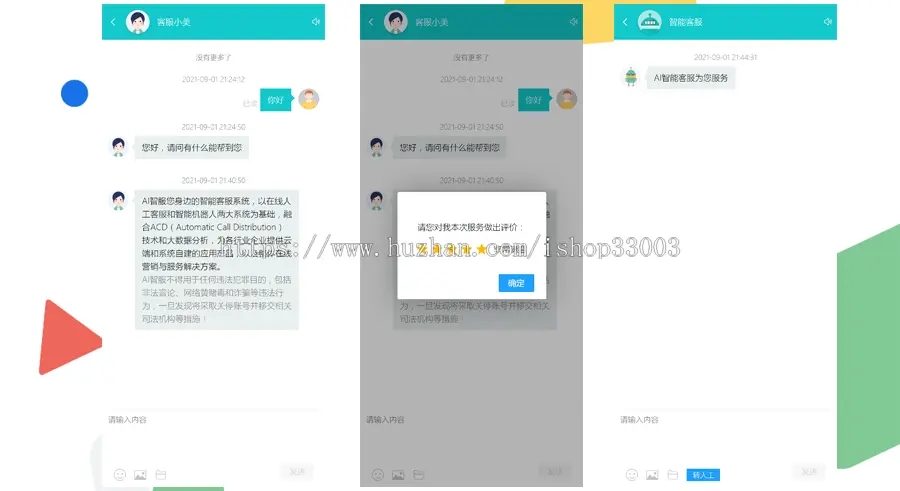 客服小美
没有更多了
2021-09-01 21:24:12
已读
你好
2021-09-01 21:24:50
您好，请问有什么能帮到您
2021-09-01 21:40:50
AI智服您身边的智能客服系统，以在线人
工客服和智能机器人两大系统为基础，融
合ACD（Automatic Call Distribution）
技术和大数据分析，为各行业企业提供云
端和系统自建的应用产品，以及制定在线
营销与服务解决方案。
AI智服不得用于任何违法犯罪目的，包括
非法言论、网络黄赌毒和诈骗等违法行
为，一旦发现将采取关停账号并移交相关
司法机构等措施！
请输入内容
发送
客服小美
没有更多了
2021-09-01 21:24:12
已读
你好
2021-09-01 21:24:50
您好，请问有什么能帮到您
2021-09-01 21:40:50
请您对我本次服务做出评价：
非常满意
确定
为，一旦发现将采取关停账号并移交相关
司法机构等措施！
请输入内容
发送
智能客服
2021-09-01 21:44:31
AI智能客服为您服务
请输入内容
转人工
发送
https://www.huzhan.com/ishop33003